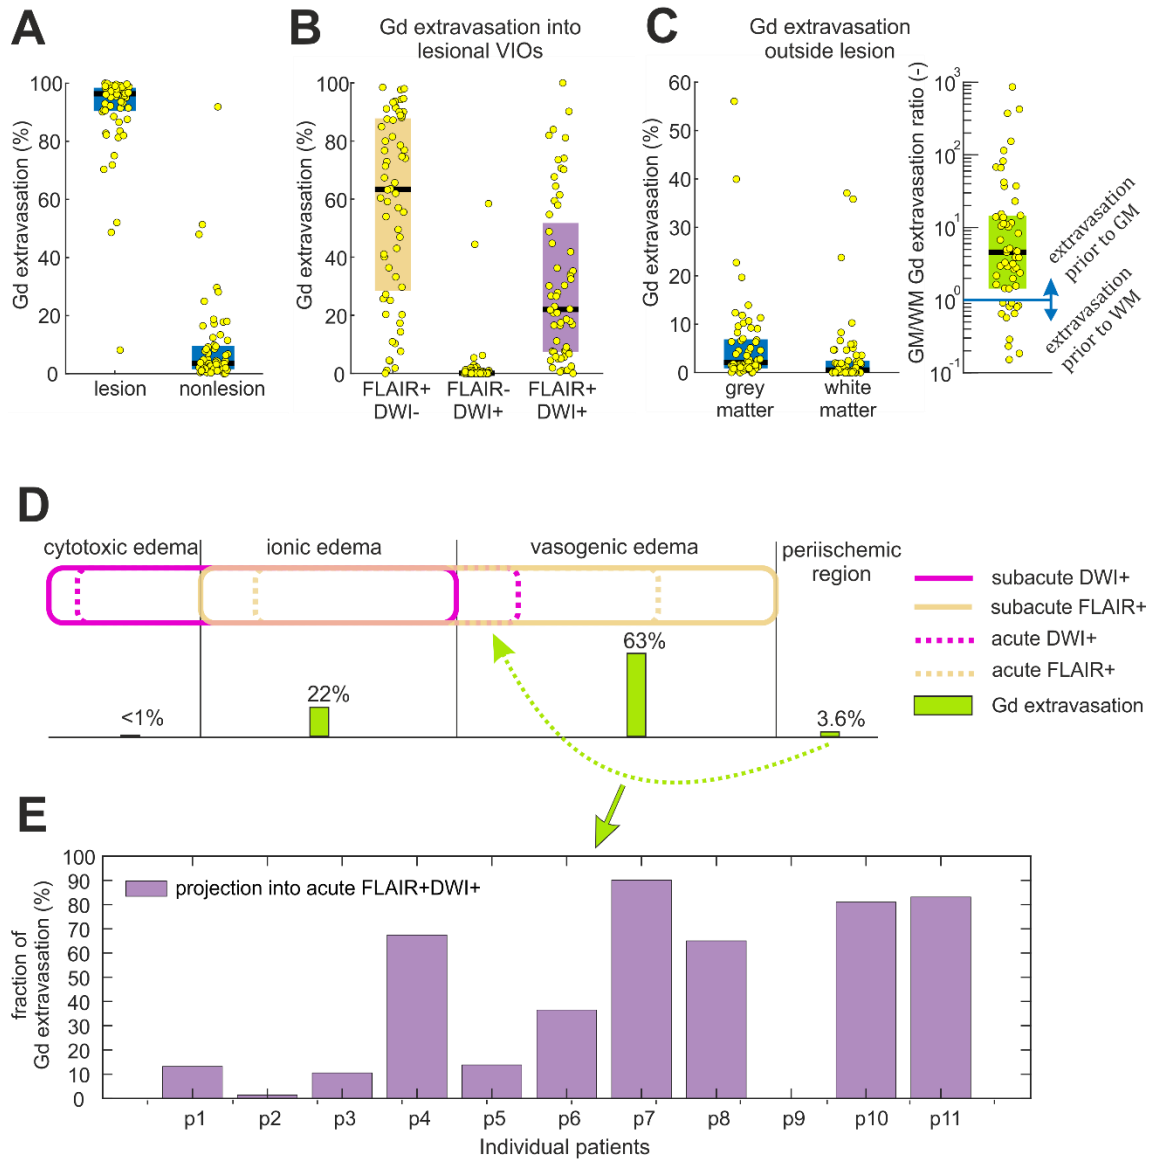 A
Gd extravasation (%)
100
80
60
40
20
0
lesion
nonlesion
B
Gd extravasation into
lesional VIOs
Gd extravasation (%)
100
80
60
40
20
0
FLAIR+
DWI-
FLAIR-
DWI+
FLAIR+
DWI+
C
Gd extravasation
outside lesion
Gd extravasation (%)
60
50
40
30
20
10
0
grey
matter
white
matter
GM/WM Gd extravasation ratio (-)
10³
10²
10¹
10⁰
10⁻¹
extravasation
prior to GM
extravasation
prior to WM
D
cytotoxic edema
ionic edema
vasogenic edema
periischemic
region
<1%
22%
63%
3.6%
subacute DWI+
subacute FLAIR+
acute DWI+
acute FLAIR+
Gd extravasation
E
fraction of
Gd extravasation (%)
100
90
80
70
60
50
40
30
20
10
0
projection into acute FLAIR+DWI+
p1
p2
p3
p4
p5
p6
p7
p8
p9
p10
p11
Individual patients